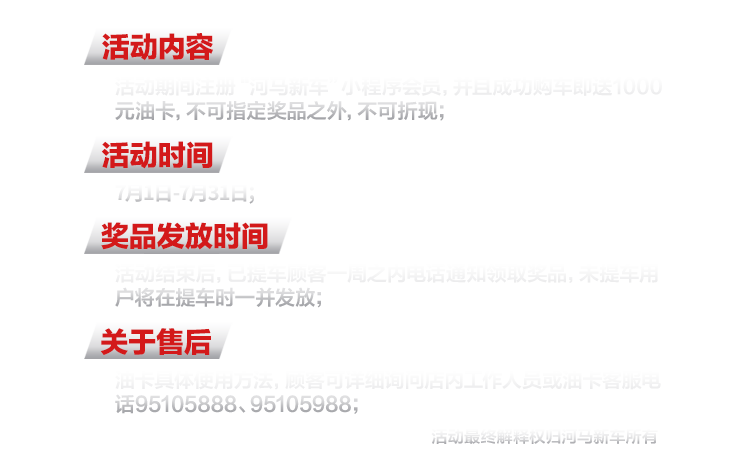 活动内容
活动期间注册“河马新车”小程序会员，并且成功购车即送1000
元油卡，不可指定奖品之外，不可折现；
活动时间
7月1日-7月31日；
奖品发放时间
活动结束后，已提车顾客一周之内电话通知领取奖品，未提车用
户将在提车时一并发放；
关于售后
油卡具体使用方法，顾客可详细询问店内工作人员或油卡客服电
话95105888、95105988；
活动最终解释权归河马新车所有